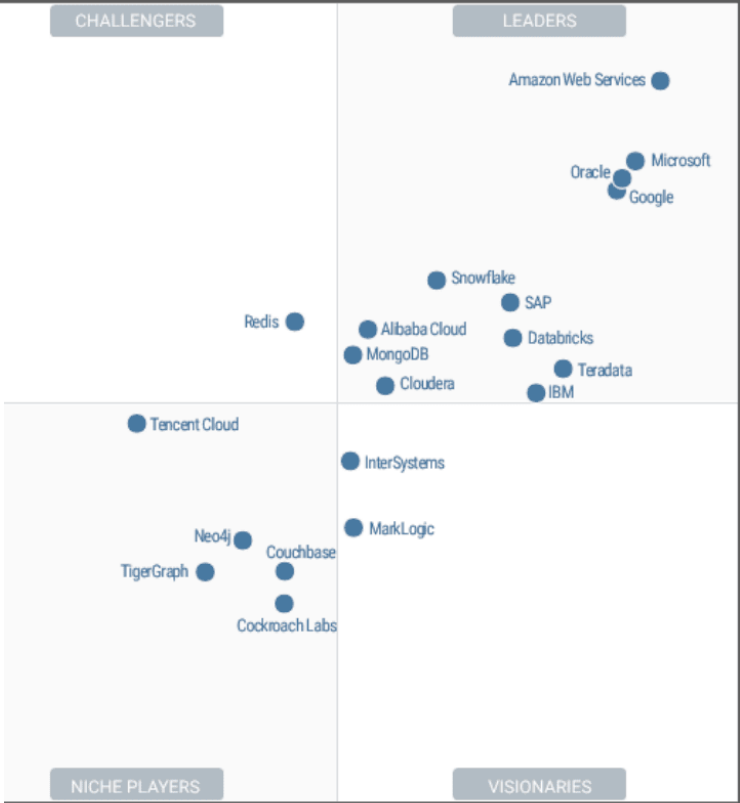 CHALLENGERS
LEADERS
Amazon Web Services
Microsoft
Oracle
Google
Snowflake
SAP
Redis
Alibaba Cloud
Databricks
MongoDB
Teradata
Cloudera
IBM
Tencent Cloud
InterSystems
MarkLogic
Neo4j
Couchbase
TigerGraph
Cockroach Labs
NICHE PLAYERS
VISIONARIES